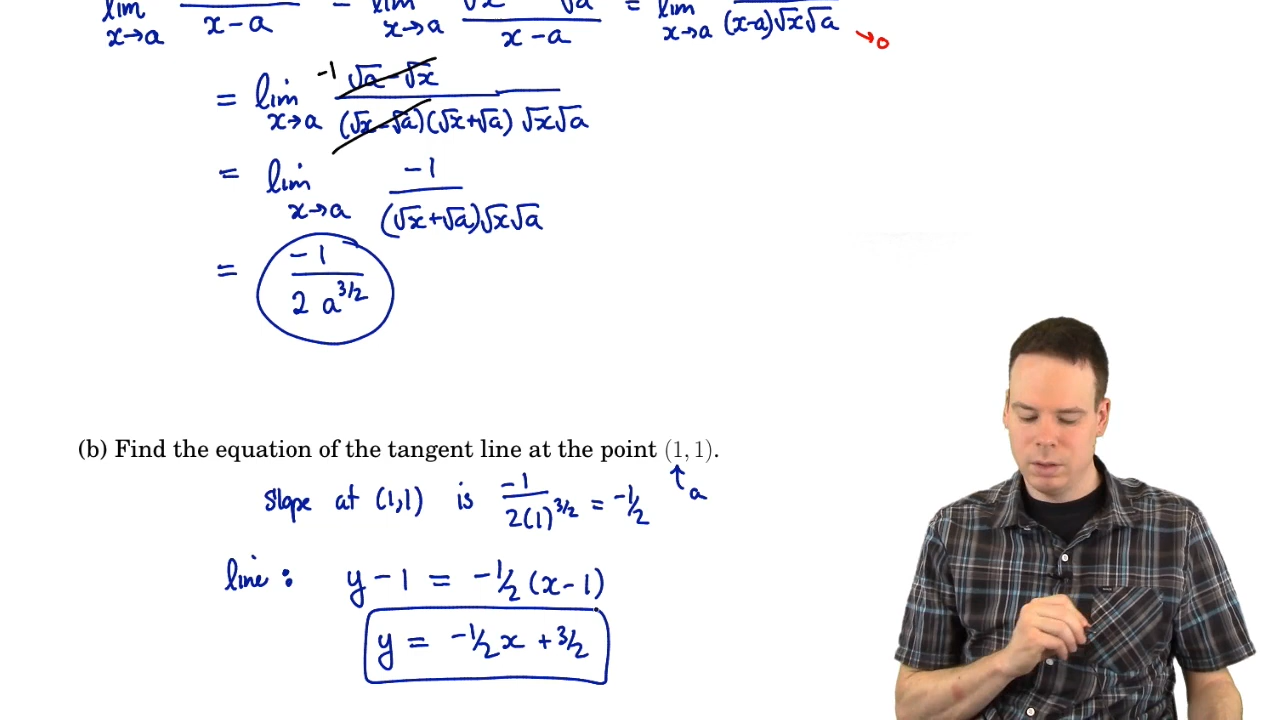 lim x→a x-a = lim x→a √x √a x-a = lim x→a (x-a)√x√a →0
= lim x→a -1 √a-√x / (√x-√a)(√x+√a) √x√a
= lim x→a -1 / (√x+√a)√x√a
= -1 / 2 a^3/2
(b) Find the equation of the tangent line at the point (1, 1).
↑ a
Slope at (1,1) is -1 / 2(1)^3/2 = -1/2
line: y-1 = -1/2 (x-1)
y = -1/2 x + 3/2